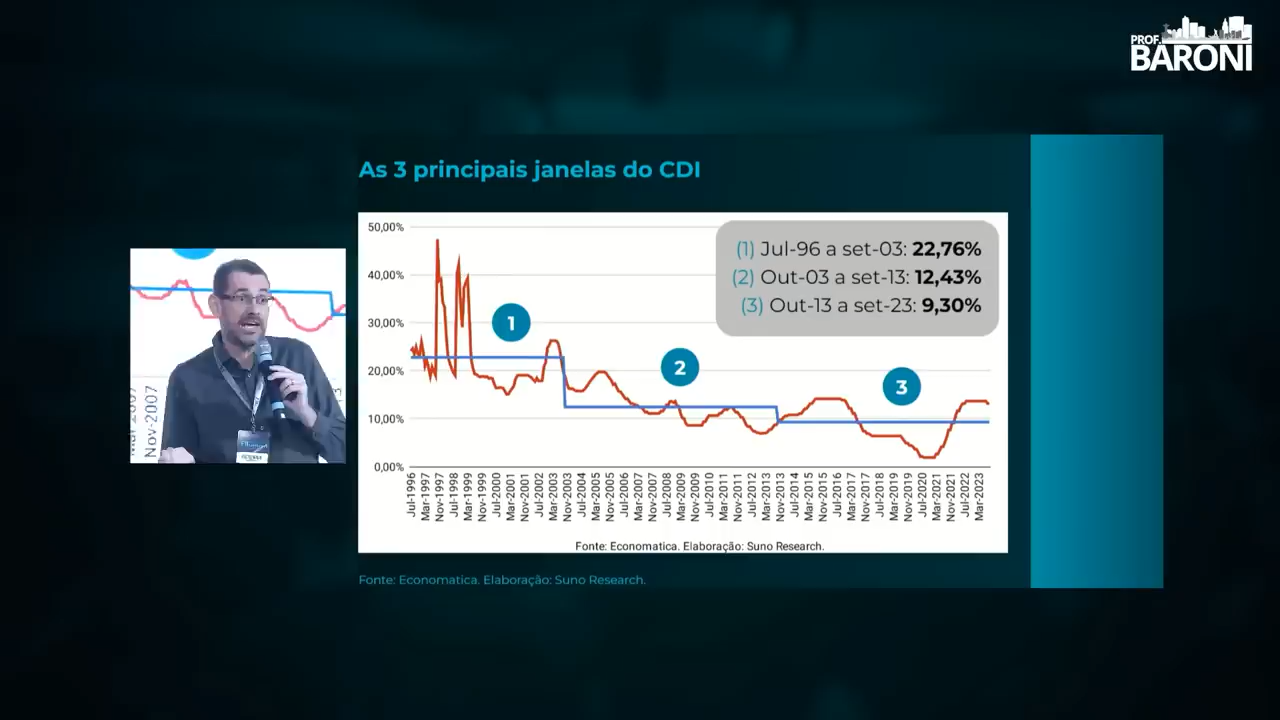 PROF.
BARONI
As 3 principais janelas do CDI
50,00%
40,00%
30,00%
20,00%
10,00%
0,00%
(1) Jul-96 a set-03: 22,76%
(2) Out-03 a set-13: 12,43%
(3) Out-13 a set-23: 9,30%
1
2
3
Jul-1996
Mar-1997
Nov-1997
Jul-1998
Mar-1999
Nov-1999
Jul-2000
Mar-2001
Nov-2001
Jul-2002
Mar-2003
Nov-2003
Jul-2004
Mar-2005
Nov-2005
Jul-2006
Mar-2007
Nov-2007
Jul-2008
Mar-2009
Nov-2009
Jul-2010
Mar-2011
Nov-2011
Jul-2012
Mar-2013
Nov-2013
Jul-2014
Mar-2015
Nov-2015
Jul-2016
Mar-2017
Nov-2017
Jul-2018
Mar-2019
Nov-2019
Jul-2020
Mar-2021
Nov-2021
Jul-2022
Mar-2023
Fonte: Economatica. Elaboração: Suno Research.
Fonte: Economatica. Elaboração: Suno Research.
Nov-2007